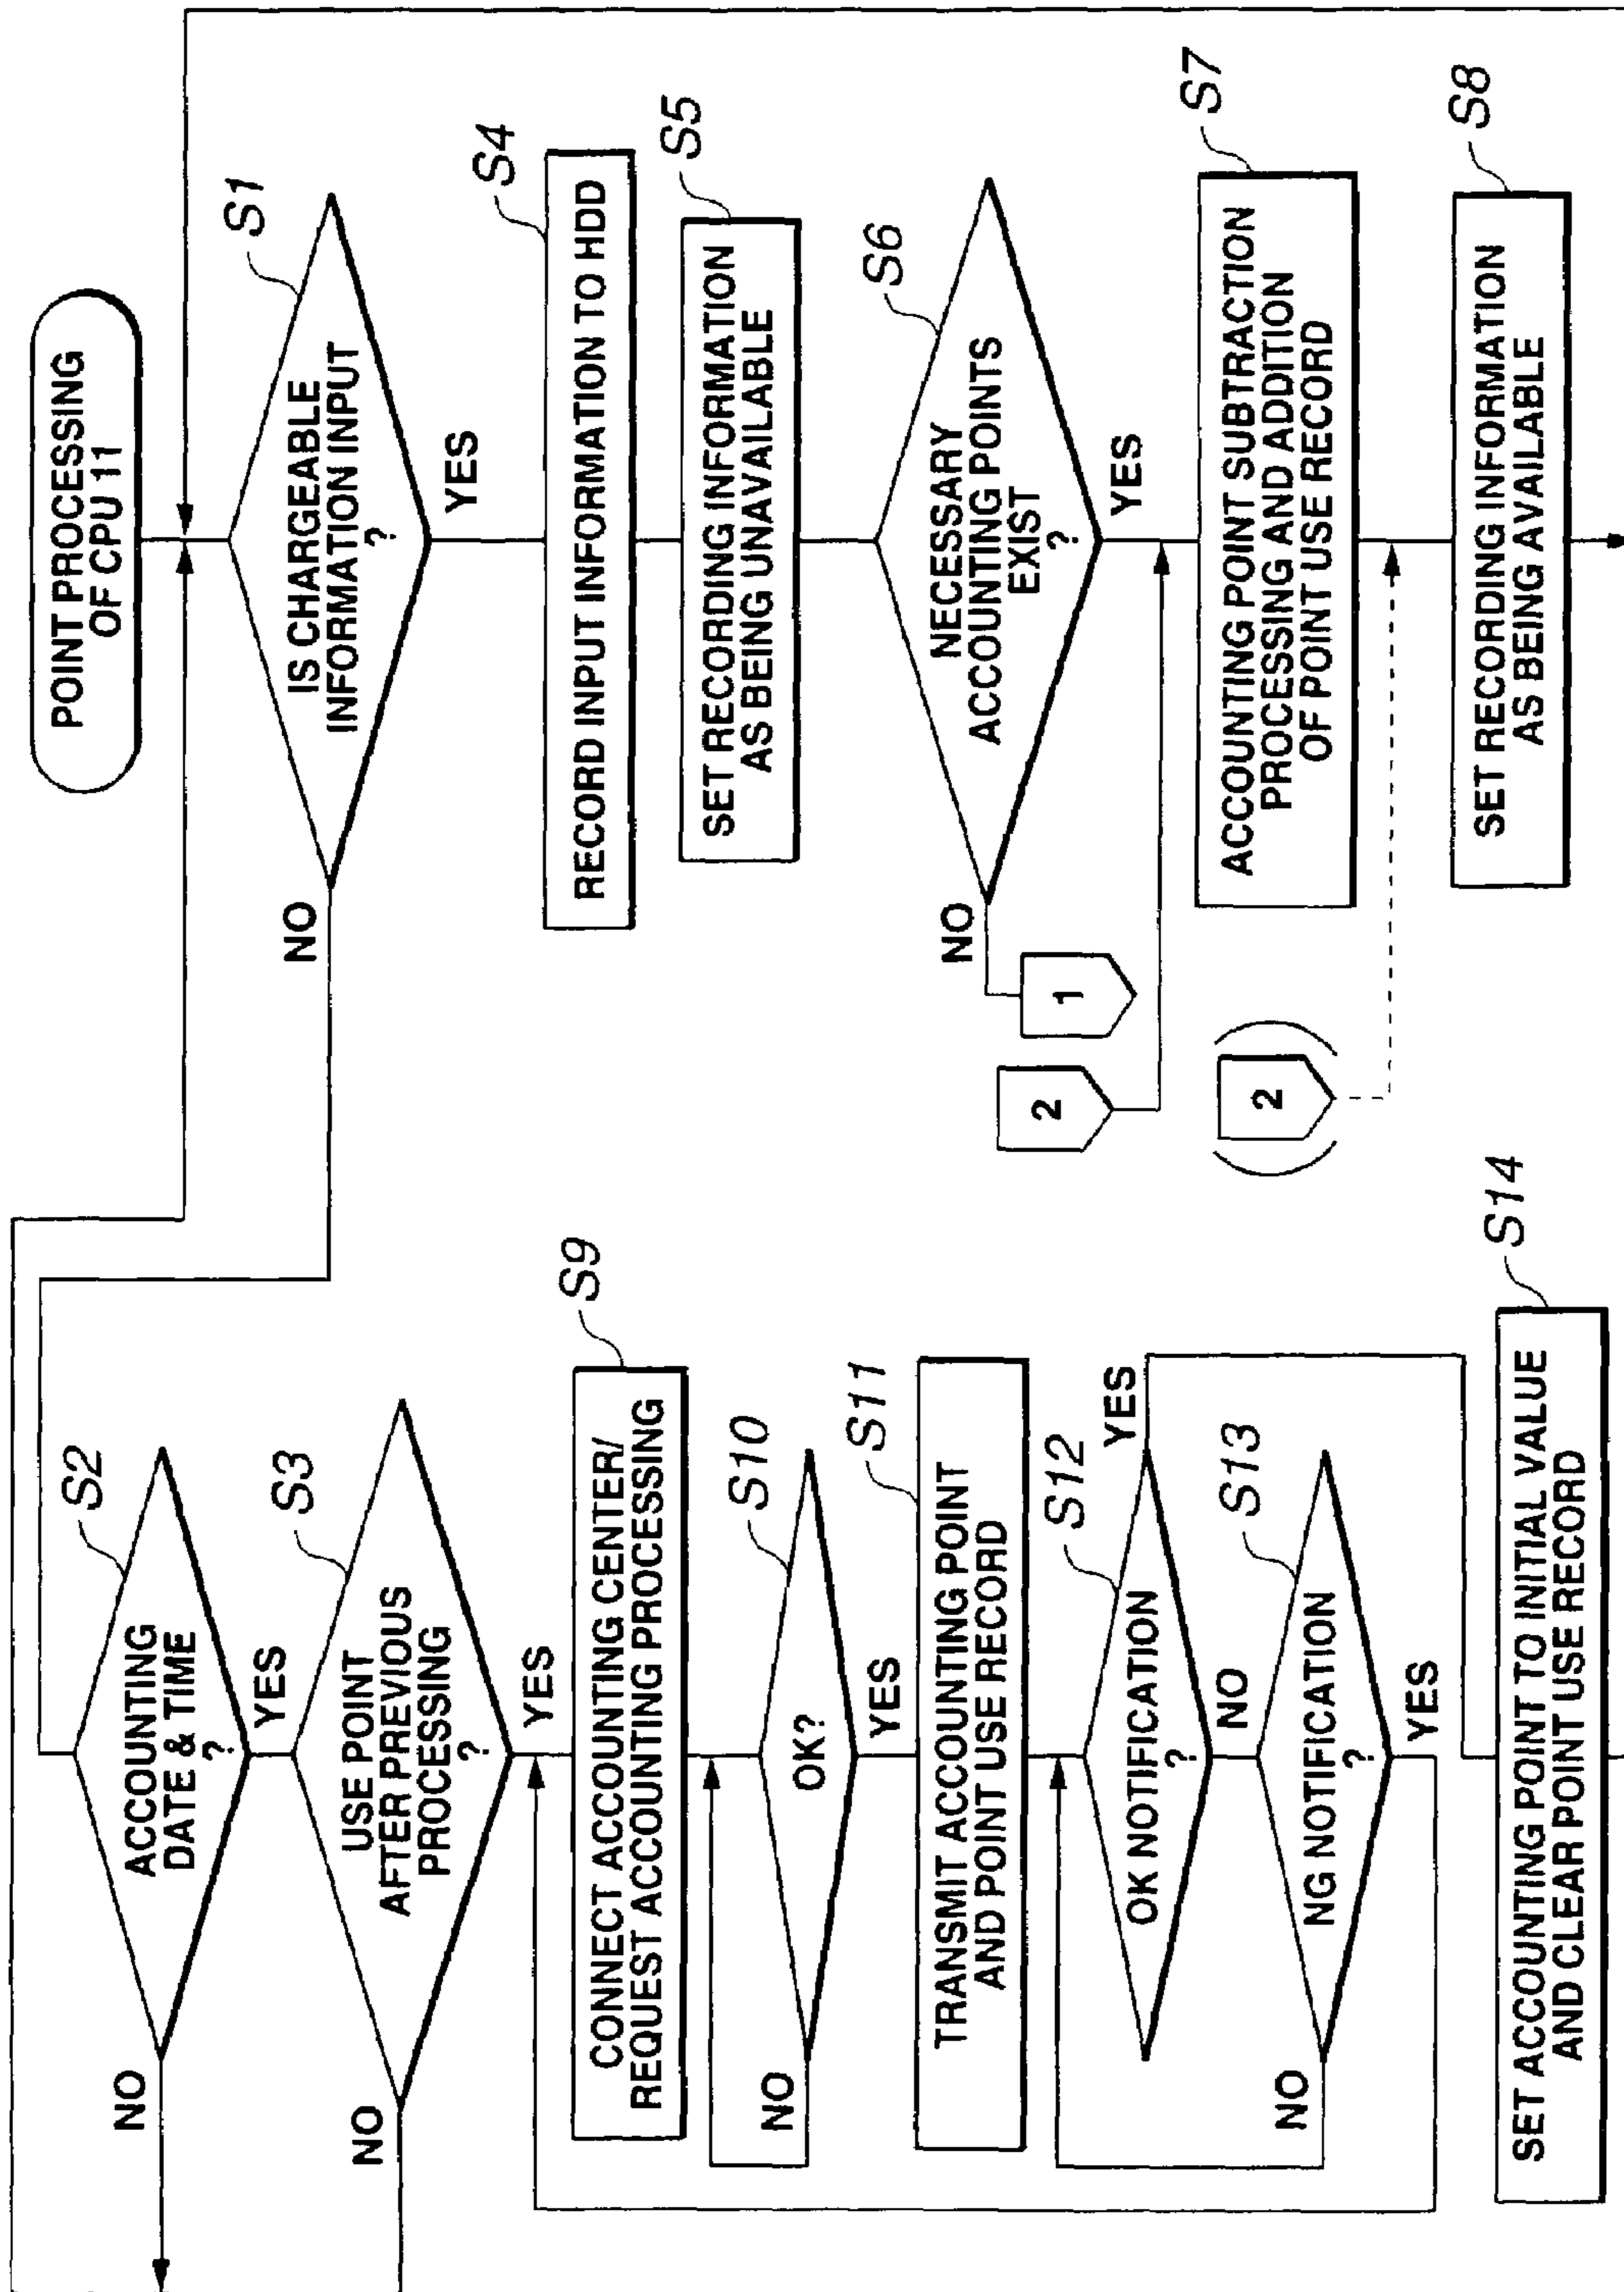 POINT PROCESSING
OF CPU 11
IS CHARGEABLE
INFORMATION INPUT
?
S1
NO
YES
RECORD INPUT INFORMATION TO HDD
S4
SET RECORDING INFORMATION
AS BEING UNAVAILABLE
S5
NECESSARY
ACCOUNTING POINTS
EXIST
?
S6
NO
YES
1
2
ACCOUNTING POINT SUBTRACTION
PROCESSING AND ADDITION
OF POINT USE RECORD
S7
(2)
SET RECORDING INFORMATION
AS BEING AVAILABLE
S8
ACCOUNTING
DATE & TIME
?
S2
NO
YES
USE POINT
AFTER PREVIOUS
PROCESSING
?
S3
NO
YES
CONNECT ACCOUNTING CENTER/
REQUEST ACCOUNTING PROCESSING
S9
OK?
S10
NO
YES
TRANSMIT ACCOUNTING POINT
AND POINT USE RECORD
S11
OK NOTIFICATION
?
S12
YES
NO
NG NOTIFICATION
?
S13
NO
YES
SET ACCOUNTING POINT TO INITIAL VALUE
AND CLEAR POINT USE RECORD
S14